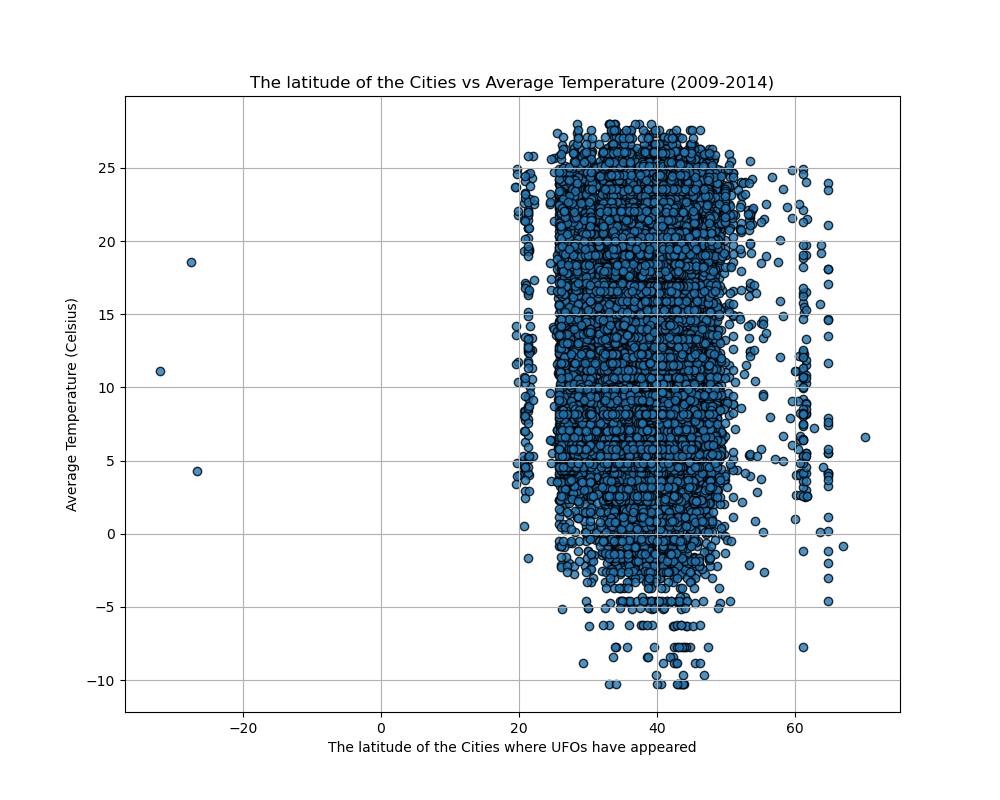 The latitude of the Cities vs Average Temperature (2009-2014)
25
20
15
10
5
0
−5
−10
Average Temperature (Celsius)
−20 0 20 40 60
The latitude of the Cities where UFOs have appeared